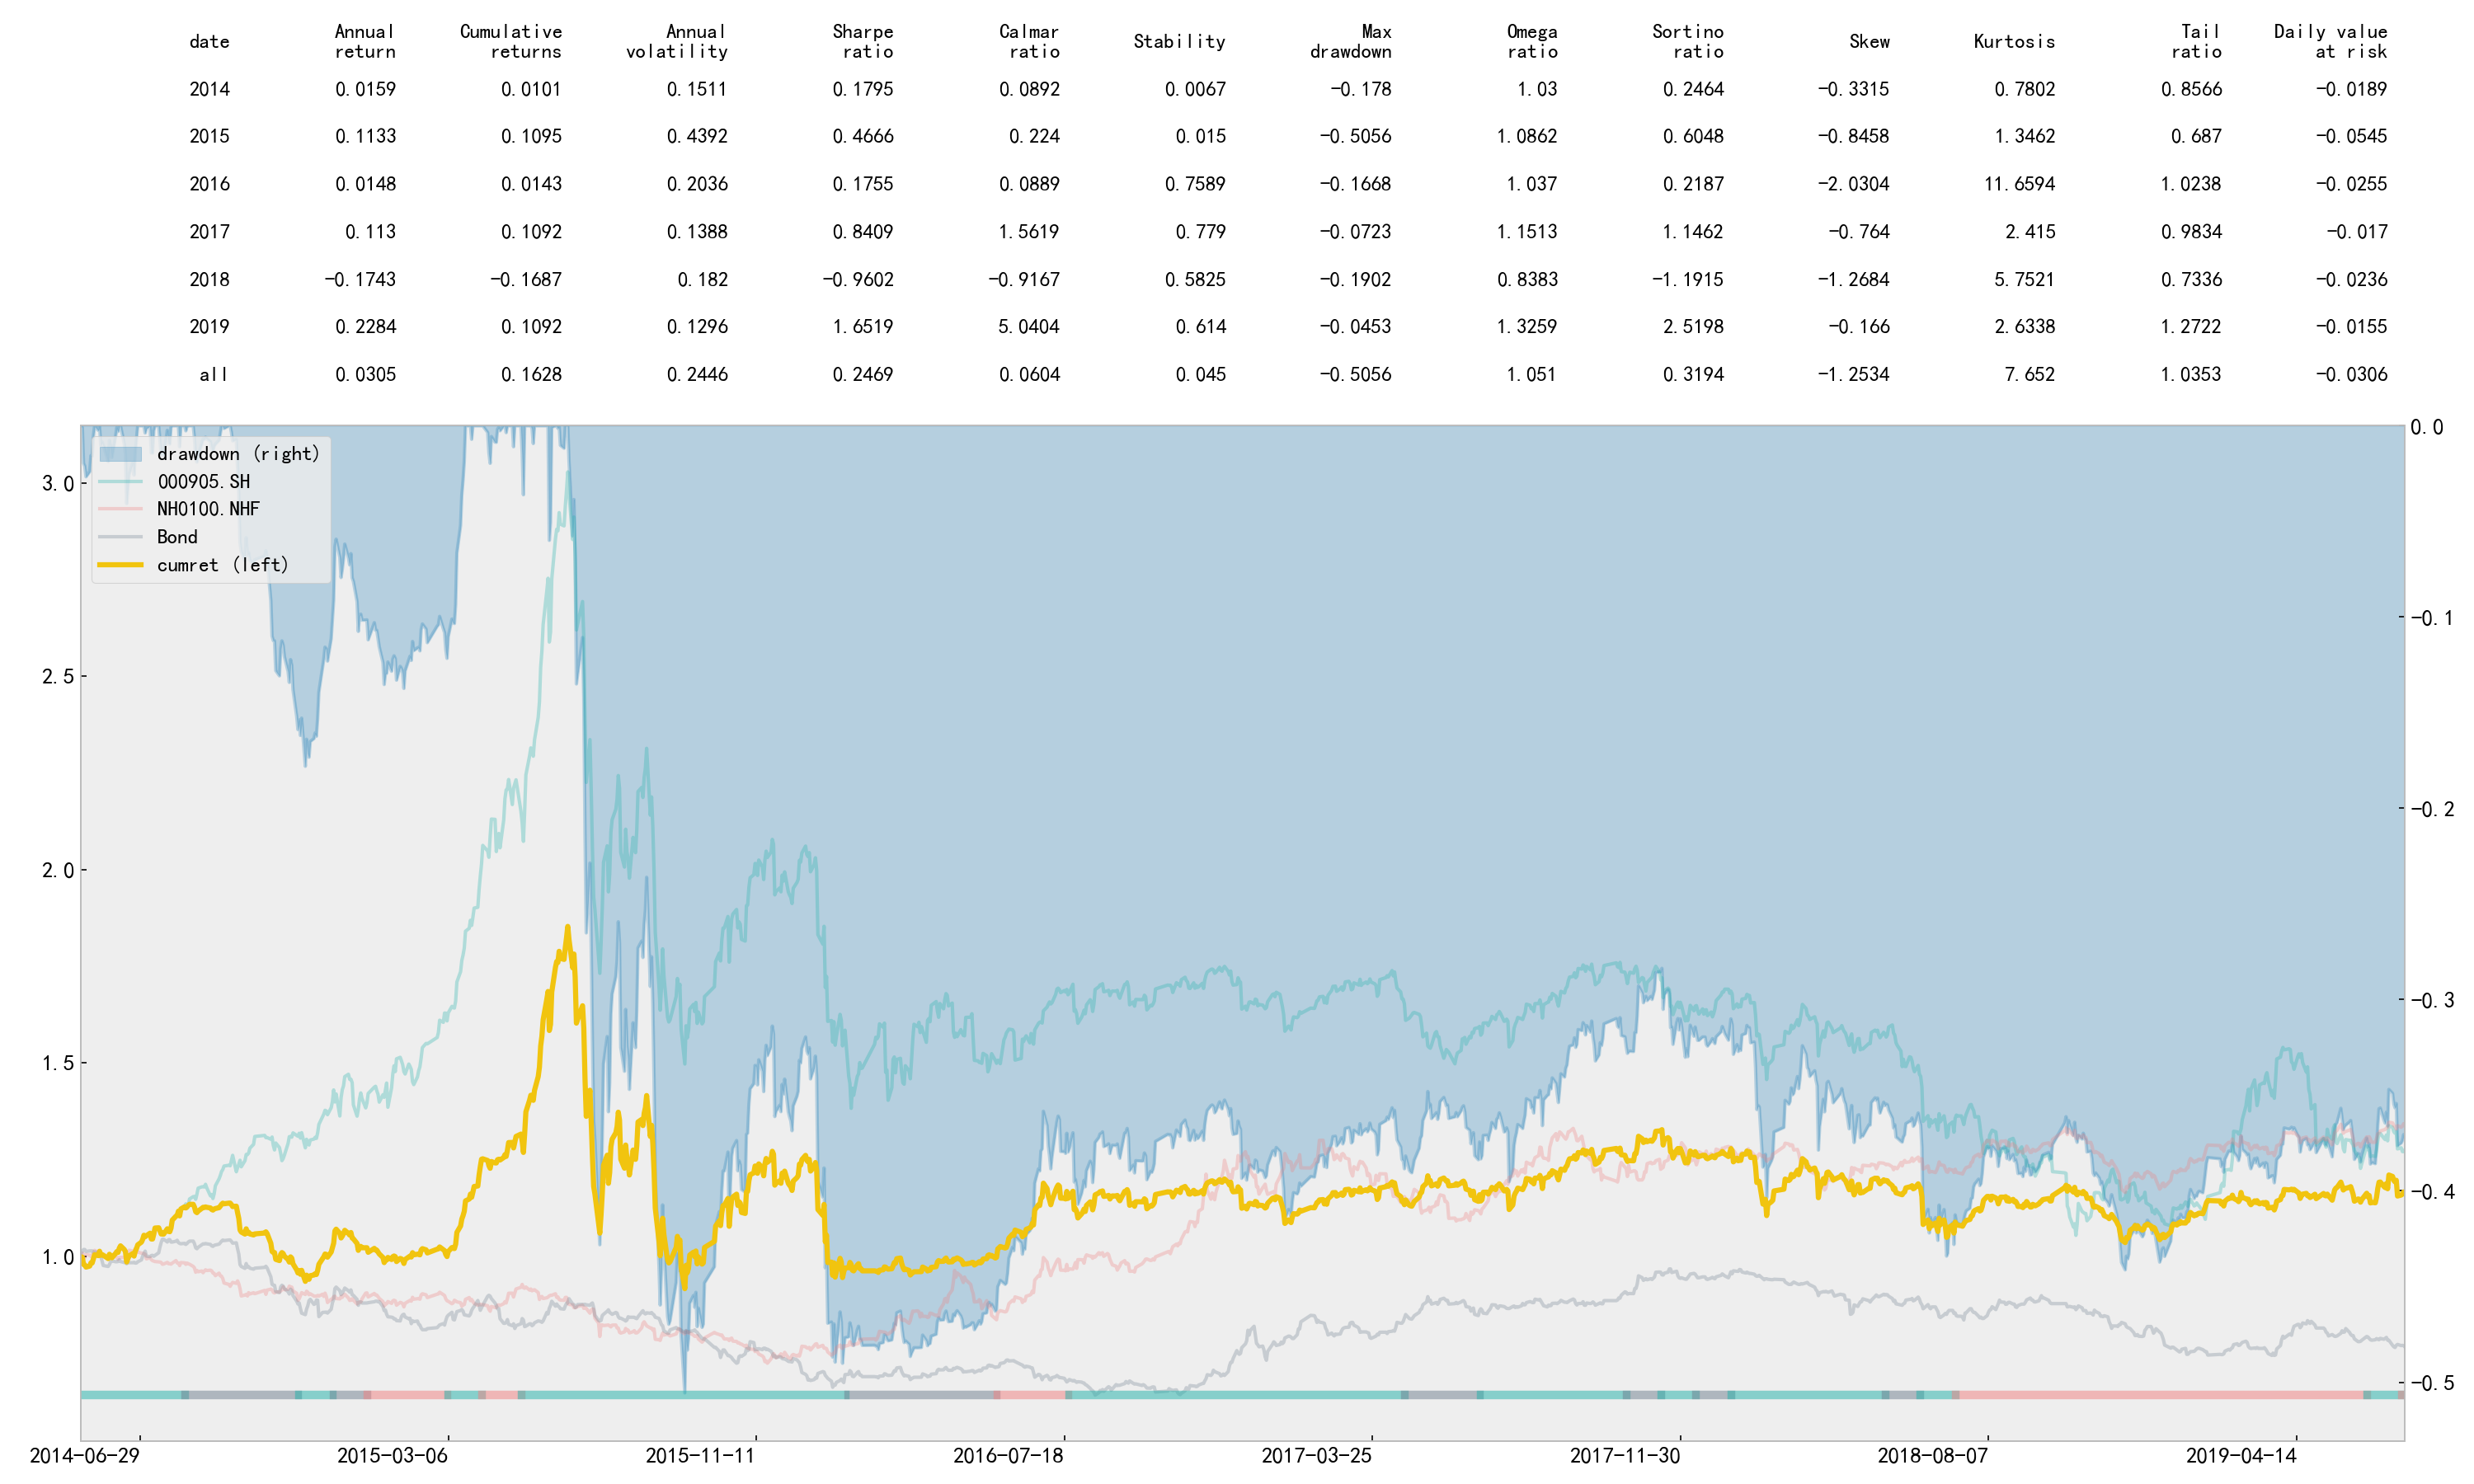 date Annual return Cumulative returns Annual volatility Sharpe ratio Calmar ratio Stability Max drawdown Omega ratio Sortino ratio Skew Kurtosis Tail ratio Daily value at risk
2014 0.0159 0.0101 0.1511 0.1795 0.0892 0.0067 -0.178 1.03 0.2464 -0.3315 0.7802 0.8566 -0.0189
2015 0.1133 0.1095 0.4392 0.4666 0.224 0.015 -0.5056 1.0862 0.6048 -0.8458 1.3462 0.687 -0.0545
2016 0.0148 0.0143 0.2036 0.1755 0.0889 0.7589 -0.1668 1.037 0.2187 -2.0304 11.6594 1.0238 -0.0255
2017 0.113 0.1092 0.1388 0.8409 1.5619 0.779 -0.0723 1.1513 1.1462 -0.764 2.415 0.9834 -0.017
2018 -0.1743 -0.1687 0.182 -0.9602 -0.9167 0.5825 -0.1902 0.8383 -1.1915 -1.2684 5.7521 0.7336 -0.0236
2019 0.2284 0.1092 0.1296 1.6519 5.0404 0.614 -0.0453 1.3259 2.5198 -0.166 2.6338 1.2722 -0.0155
all 0.0305 0.1628 0.2446 0.2469 0.0604 0.045 -0.5056 1.051 0.3194 -1.2534 7.652 1.0353 -0.0306
drawdown (right)
000905.SH
NH0100.NHF
Bond
cumret (left)
3.0
2.5
2.0
1.5
1.0
0.0
-0.1
-0.2
-0.3
-0.4
-0.5
2014-06-29 2015-03-06 2015-11-11 2016-07-18 2017-03-25 2017-11-30 2018-08-07 2019-04-14